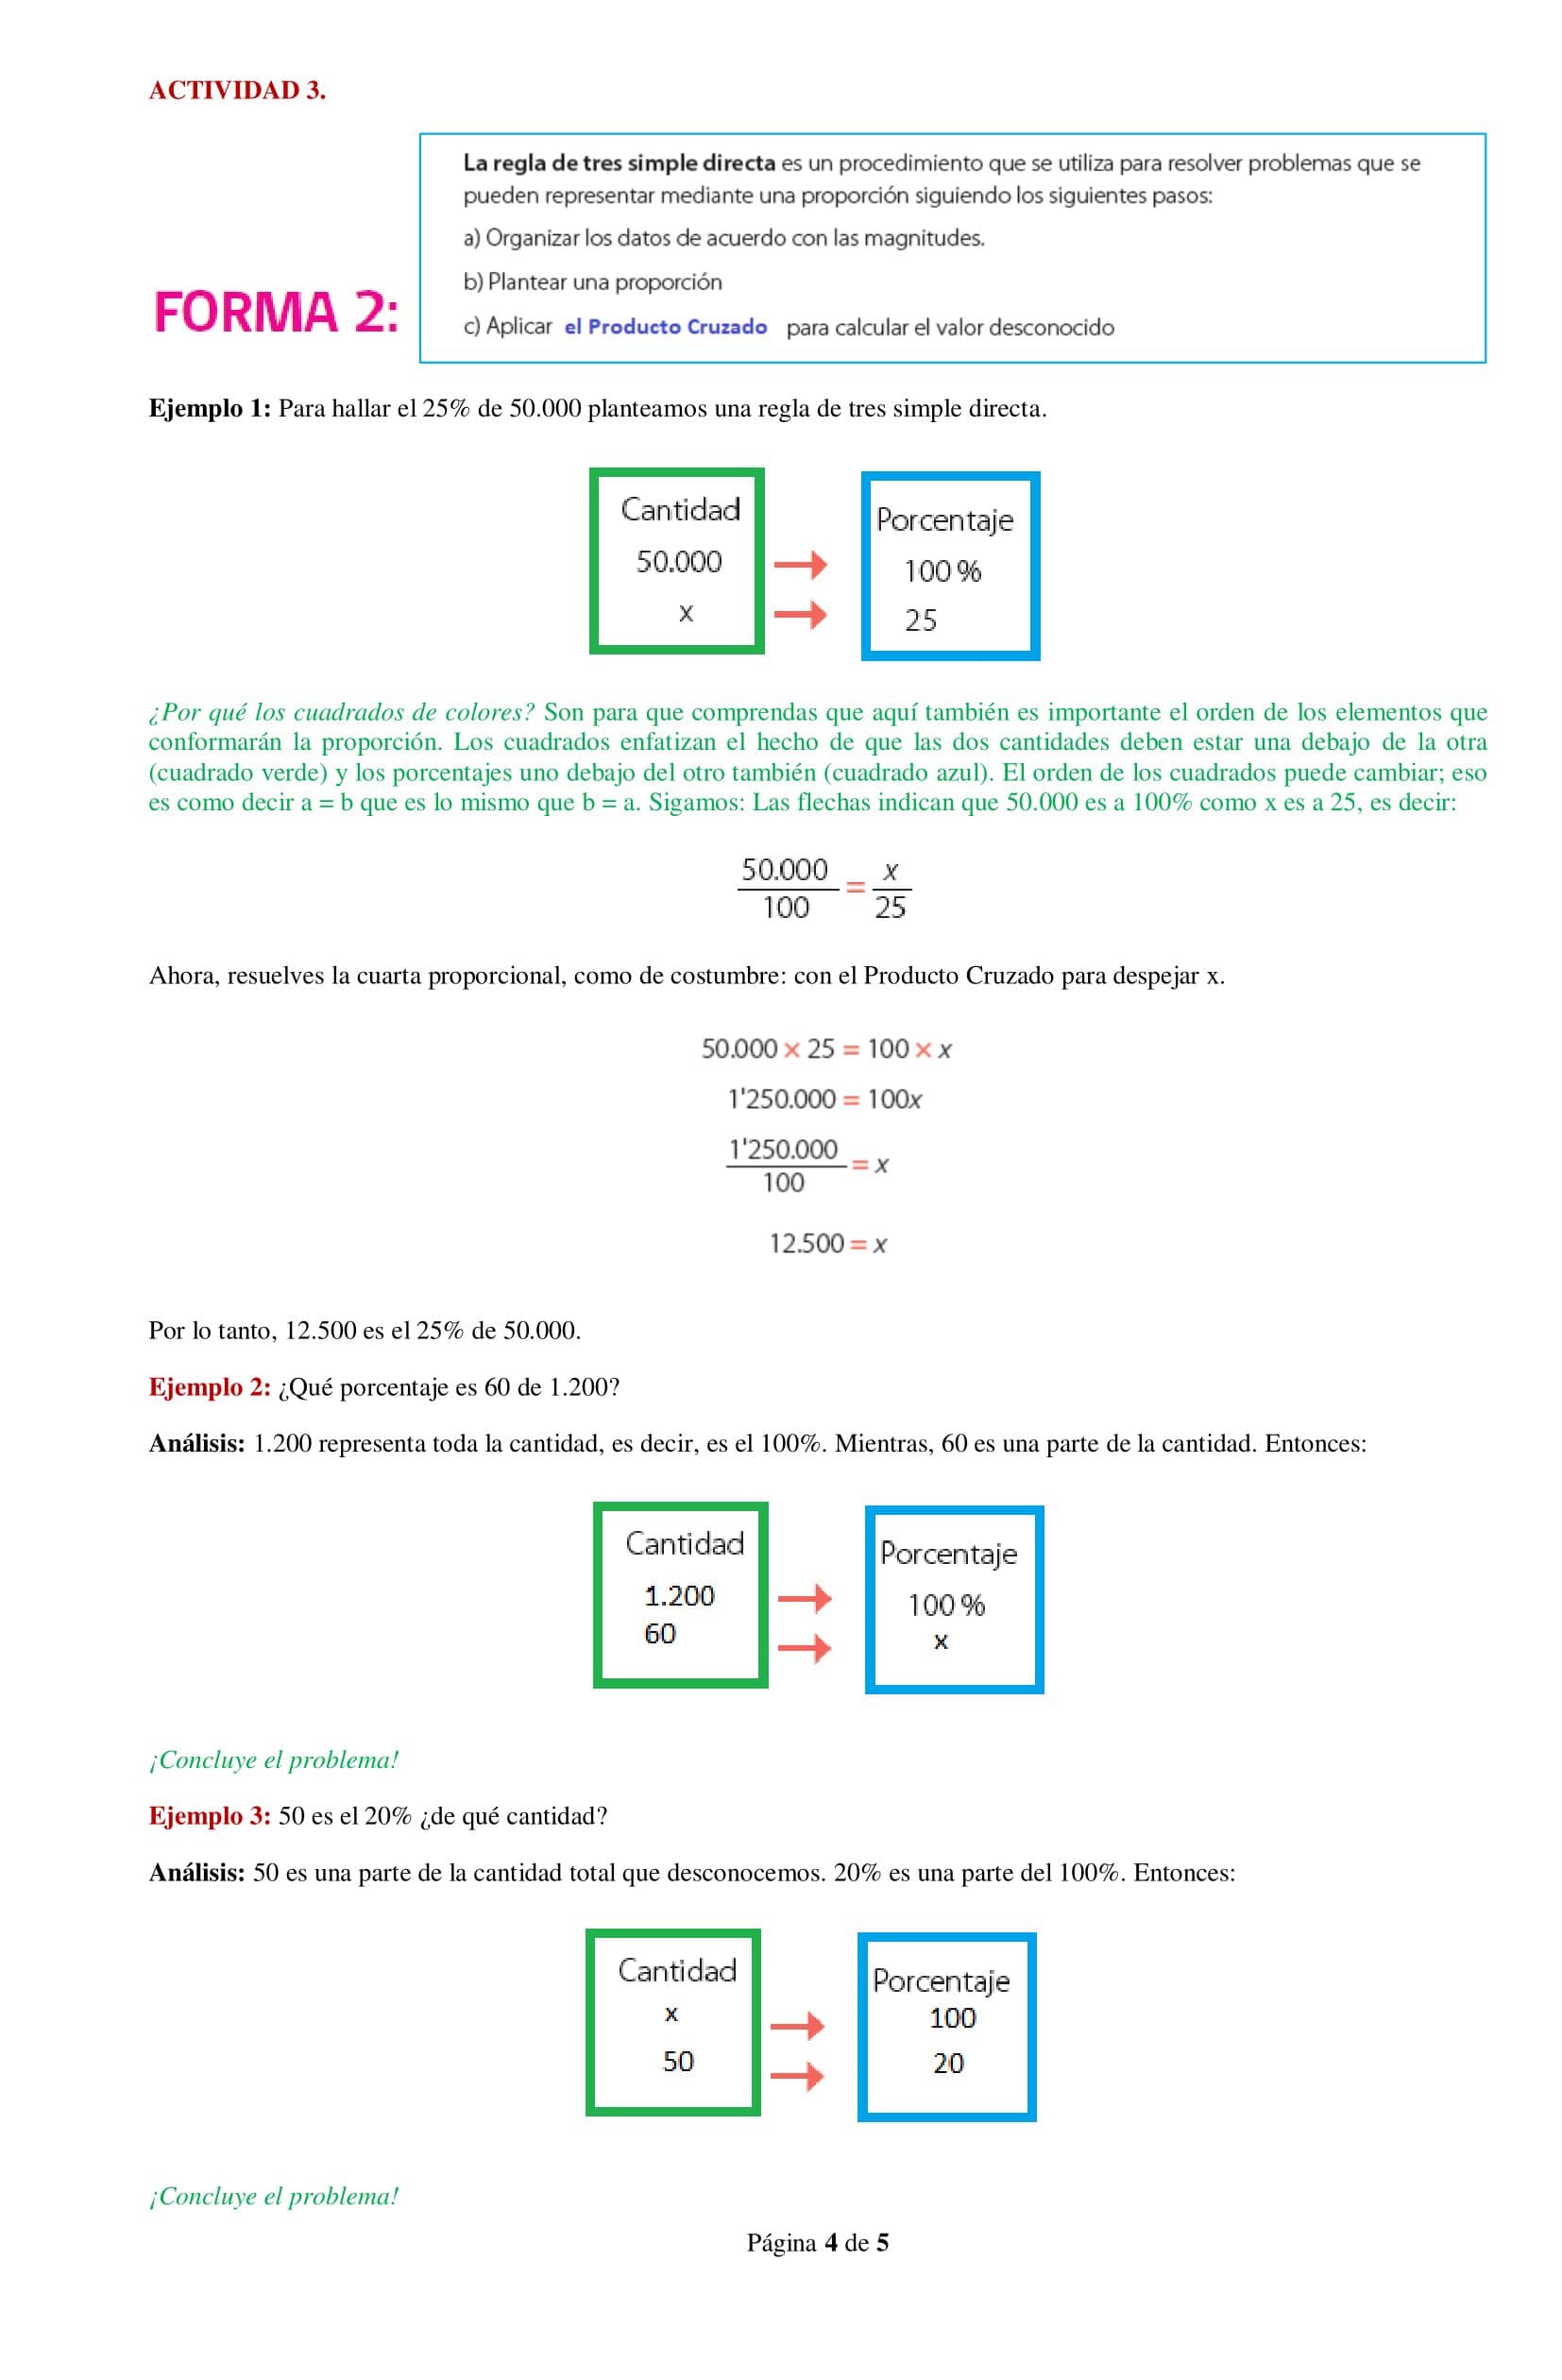 ACTIVIDAD 3.
La regla de tres simple directa es un procedimiento que se utiliza para resolver problemas que se
pueden representar mediante una proporción siguiendo los siguientes pasos:
a) Organizar los datos de acuerdo con las magnitudes.
b) Plantear una proporción
FORMA 2:
c) Aplicar el Producto Cruzado para calcular el valor desconocido
Ejemplo 1: Para hallar el 25% de 50.000 planteamos una regla de tres simple directa.
Cantidad Porcentaje
50.000 → 100 %
x → 25
¿Por qué los cuadrados de colores? Son para que comprendas que aquí también es importante el orden de los elementos que
conformarán la proporción. Los cuadrados enfatizan el hecho de que las dos cantidades deben estar una debajo de la otra
(cuadrado verde) y los porcentajes uno debajo del otro también (cuadrado azul). El orden de los cuadrados puede cambiar; eso
es como decir a = b que es lo mismo que b = a. Sigamos: Las flechas indican que 50.000 es a 100% como x es a 25, es decir:
50.000 = x
100 25
Ahora, resuelves la cuarta proporcional, como de costumbre: con el Producto Cruzado para despejar x.
50.000 × 25 = 100 × x
1'250.000 = 100x
1'250.000 = x
100
12.500 = x
Por lo tanto, 12.500 es el 25% de 50.000.
Ejemplo 2: ¿Qué porcentaje es 60 de 1.200?
Análisis: 1.200 representa toda la cantidad, es decir, es el 100%. Mientras, 60 es una parte de la cantidad. Entonces:
Cantidad Porcentaje
1.200 → 100 %
60 → x
¡Concluye el problema!
Ejemplo 3: 50 es el 20% ¿de qué cantidad?
Análisis: 50 es una parte de la cantidad total que desconocemos. 20% es una parte del 100%. Entonces:
Cantidad Porcentaje
x → 100
50 → 20
¡Concluye el problema!
Página 4 de 5